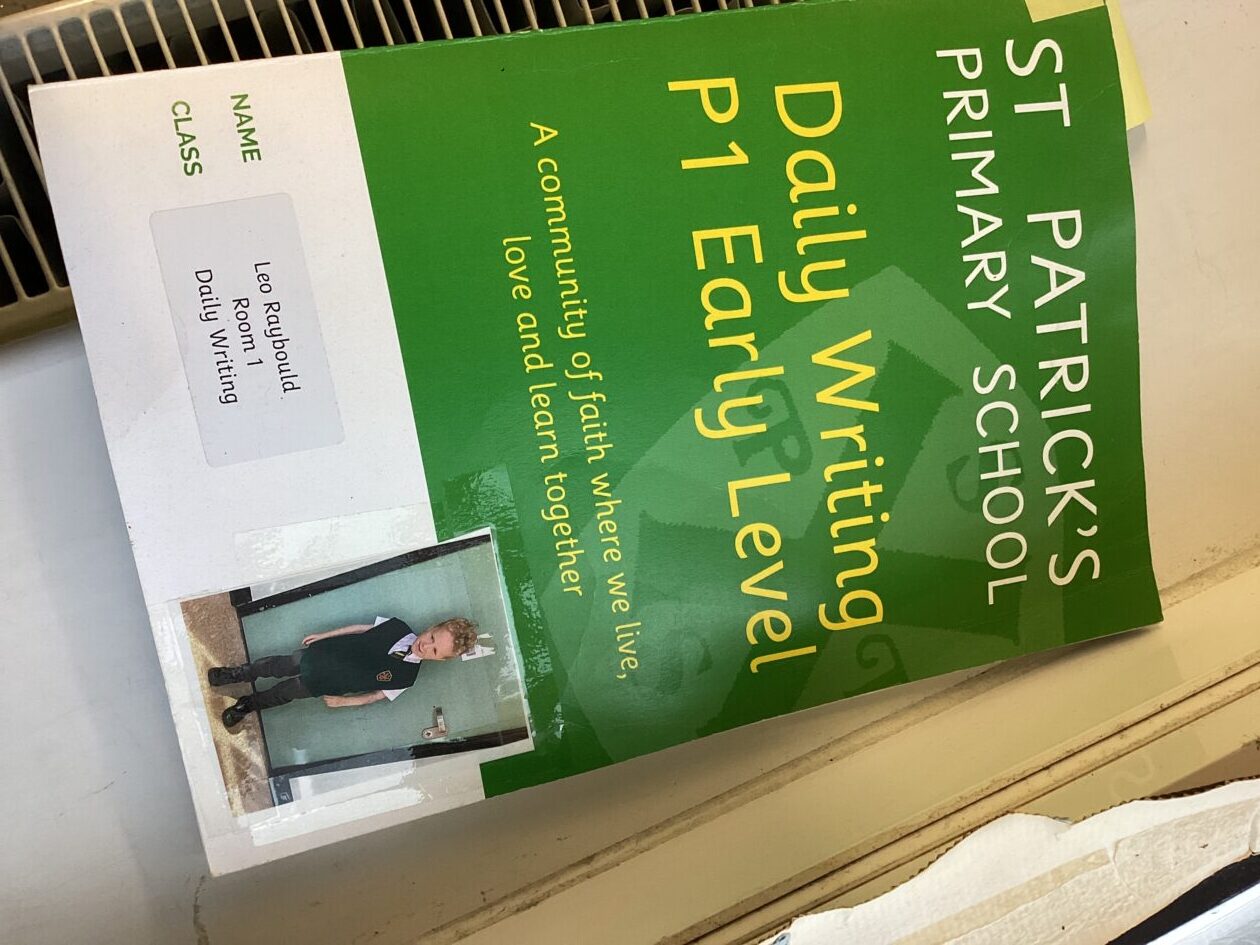 ST PATRICK'S
PRIMARY SCHOOL
Daily Writing
P1 Early Level
A community of faith where we live,
love and learn together
NAME
CLASS
Leo Raybould
Room 1
Daily Writing